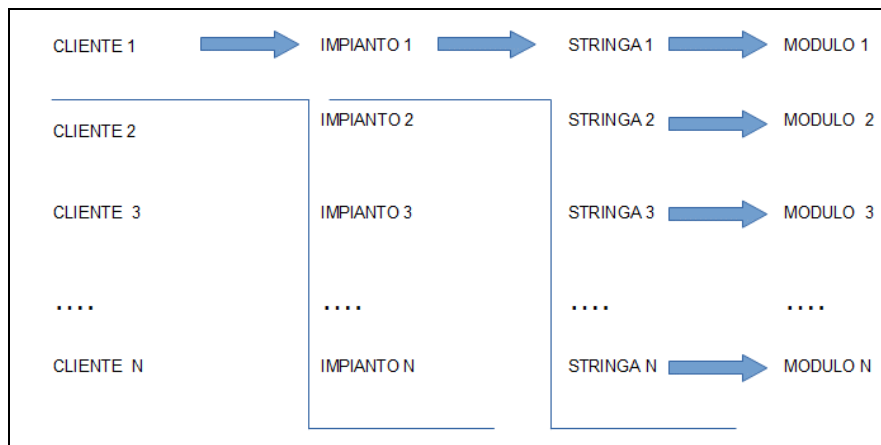 CLIENTE 1 IMPIANTO 1 STRINGA 1 MODULO 1
CLIENTE 2 IMPIANTO 2 STRINGA 2 MODULO 2
CLIENTE 3 IMPIANTO 3 STRINGA 3 MODULO 3
.... .... .... ....
CLIENTE N IMPIANTO N STRINGA N MODULO N